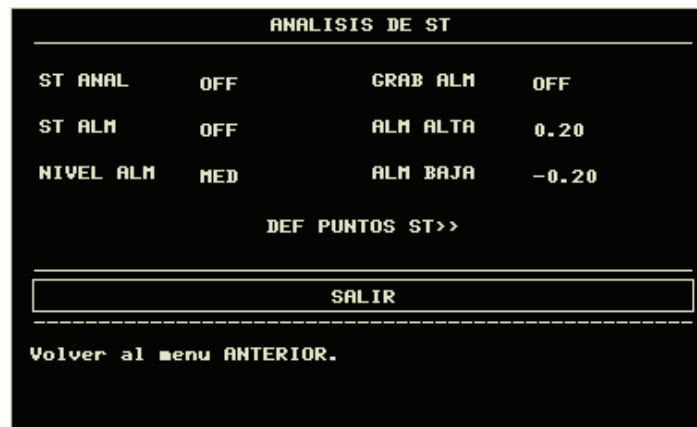 ANALISIS DE ST
ST ANAL OFF GRAB ALM OFF
ST ALM OFF ALM ALTA 0.20
NIVEL ALM MED ALM BAJA -0.20
DEF PUNTOS ST>>
SALIR
Volver al menu ANTERIOR.